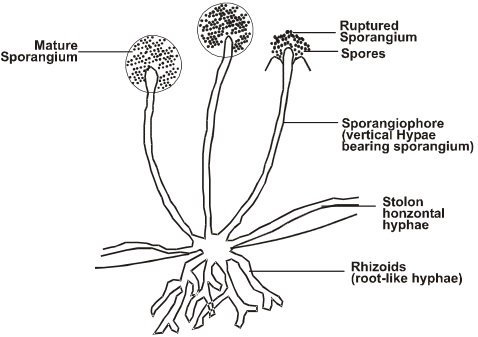 Mature
Sporangium
Ruptured
Sporangium
Spores
Sporangiophore
(vertical Hypae
bearing sporangium)
Stolon
honzontal
hyphae
Rhizoids
(root-like hyphae)